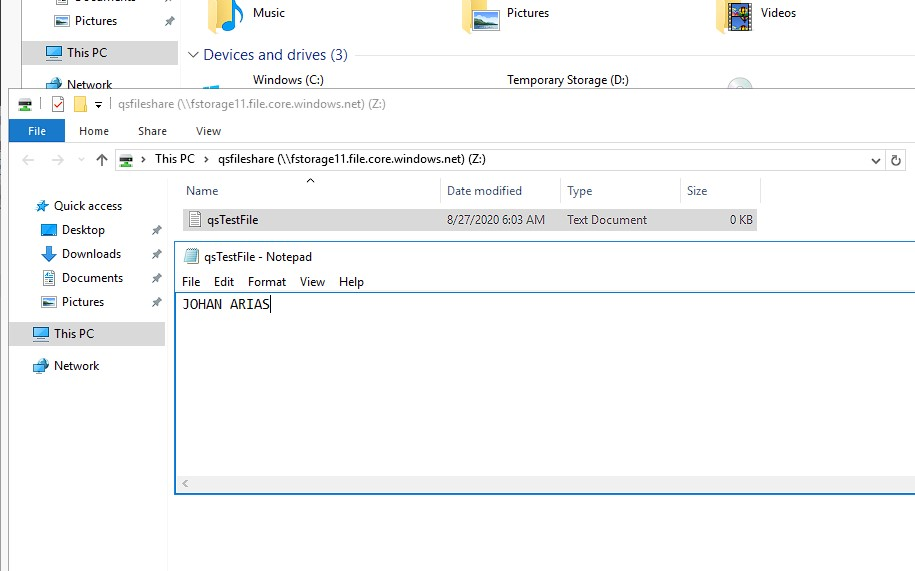 Documents
Pictures
This PC
Network
Music
Pictures
Videos
Devices and drives (3)
Windows (C:)
Temporary Storage (D:)
qsfileshare (\\fstorage11.file.core.windows.net) (Z:)
File Home Share View
This PC > qsfileshare (\\fstorage11.file.core.windows.net) (Z:)
Quick access
Desktop
Downloads
Documents
Pictures
This PC
Network
Name Date modified Type Size
qsTestFile 8/27/2020 6:03 AM Text Document 0 KB
qsTestFile - Notepad
File Edit Format View Help
JOHAN ARIAS